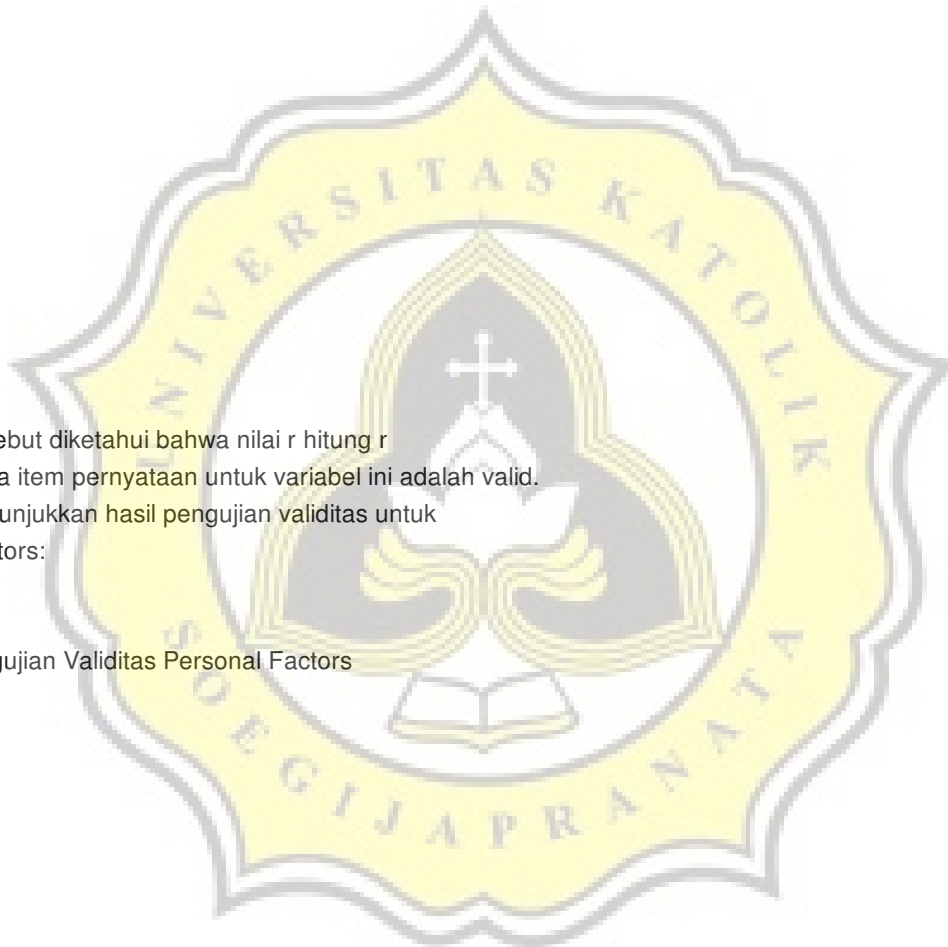 UNIVERSITAS KATOLIK
ebut diketahui bahwa nilai r hitung r
a item pernyataan untuk variabel ini adalah valid.
unjukkan hasil pengujian validitas untuk
tors:
gujian Validitas Personal Factors
SOEGIJAPRANATA